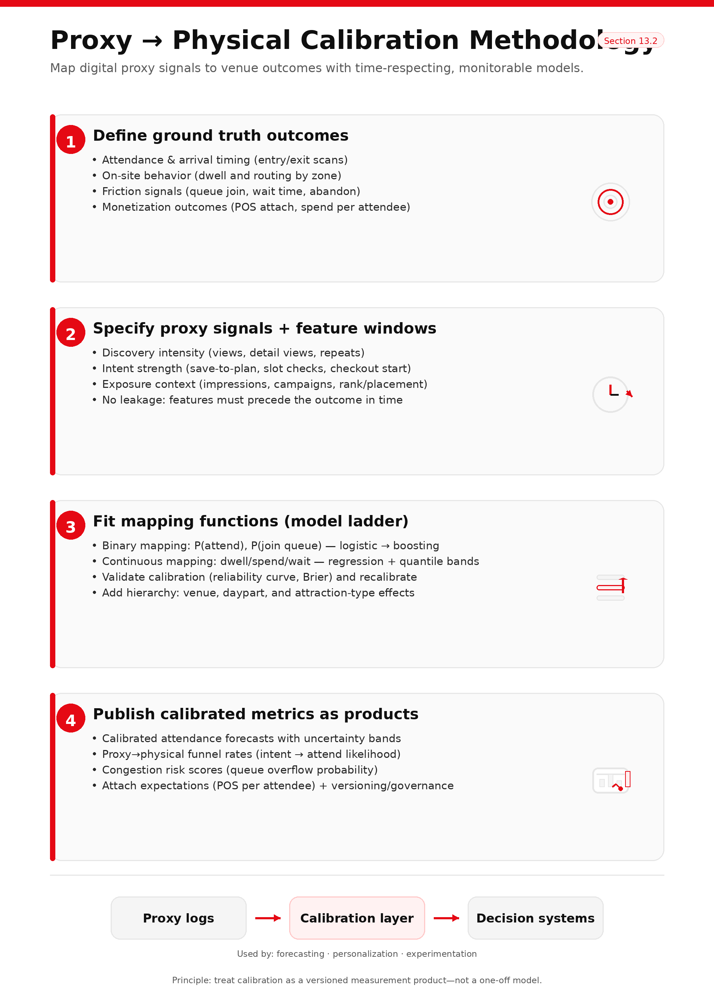 Proxy → Physical Calibration Methodology
Section 13.2
Map digital proxy signals to venue outcomes with time-respecting, monitorable models.
1
Define ground truth outcomes
• Attendance & arrival timing (entry/exit scans)
• On-site behavior (dwell and routing by zone)
• Friction signals (queue join, wait time, abandon)
• Monetization outcomes (POS attach, spend per attendee)
2
Specify proxy signals + feature windows
• Discovery intensity (views, detail views, repeats)
• Intent strength (save-to-plan, slot checks, checkout start)
• Exposure context (impressions, campaigns, rank/placement)
• No leakage: features must precede the outcome in time
3
Fit mapping functions (model ladder)
• Binary mapping: P(attend), P(join queue) — logistic → boosting
• Continuous mapping: dwell/spend/wait — regression + quantile bands
• Validate calibration (reliability curve, Brier) and recalibrate
• Add hierarchy: venue, daypart, and attraction-type effects
4
Publish calibrated metrics as products
• Calibrated attendance forecasts with uncertainty bands
• Proxy→physical funnel rates (intent → attend likelihood)
• Congestion risk scores (queue overflow probability)
• Attach expectations (POS per attendee) + versioning/governance
Proxy logs
Calibration layer
Decision systems
Used by: forecasting · personalization · experimentation
Principle: treat calibration as a versioned measurement product—not a one-off model.